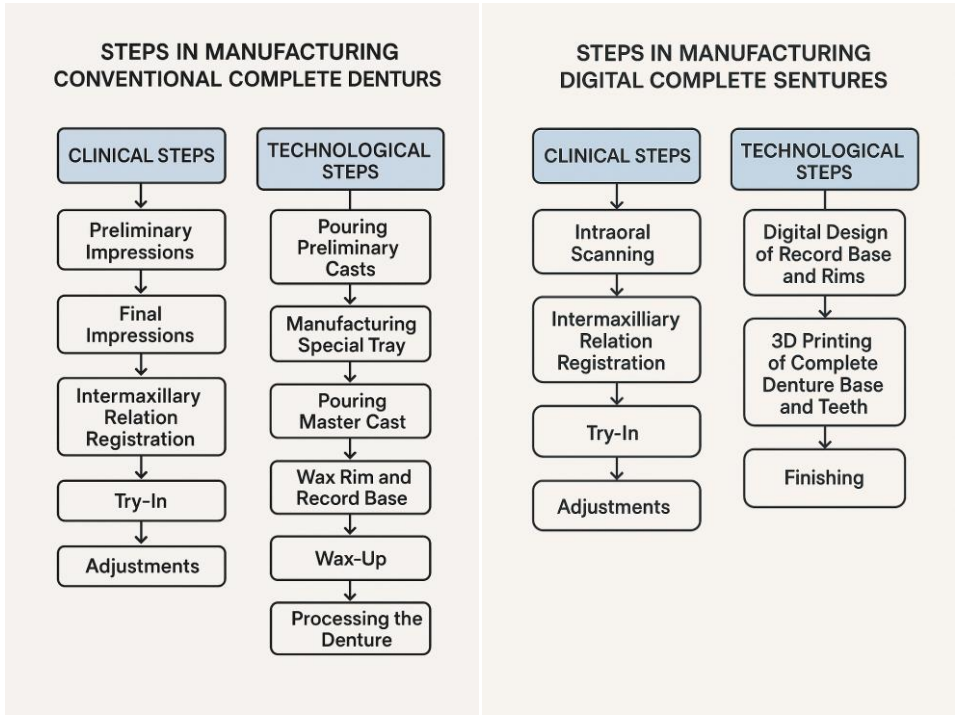 STEPS IN MANUFACTURING
CONVENTIONAL COMPLETE DENTURS
CLINICAL STEPS
Preliminary
Impressions
Final
Impressions
Intermaxillary
Relation
Registration
Try-In
Adjustments
TECHNOLOGICAL
STEPS
Pouring
Preliminary
Casts
Manufacturing
Special Tray
Pouring
Master Cast
Wax Rim and
Record Base
Wax-Up
Processing the
Denture
STEPS IN MANUFACTURING
DIGITAL COMPLETE SENTURES
CLINICAL STEPS
Intraoral
Scanning
Intermaxilliary
Relation
Registration
Try-In
Adjustments
TECHNOLOGICAL
STEPS
Digital Design
of Record Base
and Rims
3D Printing
of Complete
Denture Base
and Teeth
Finishing